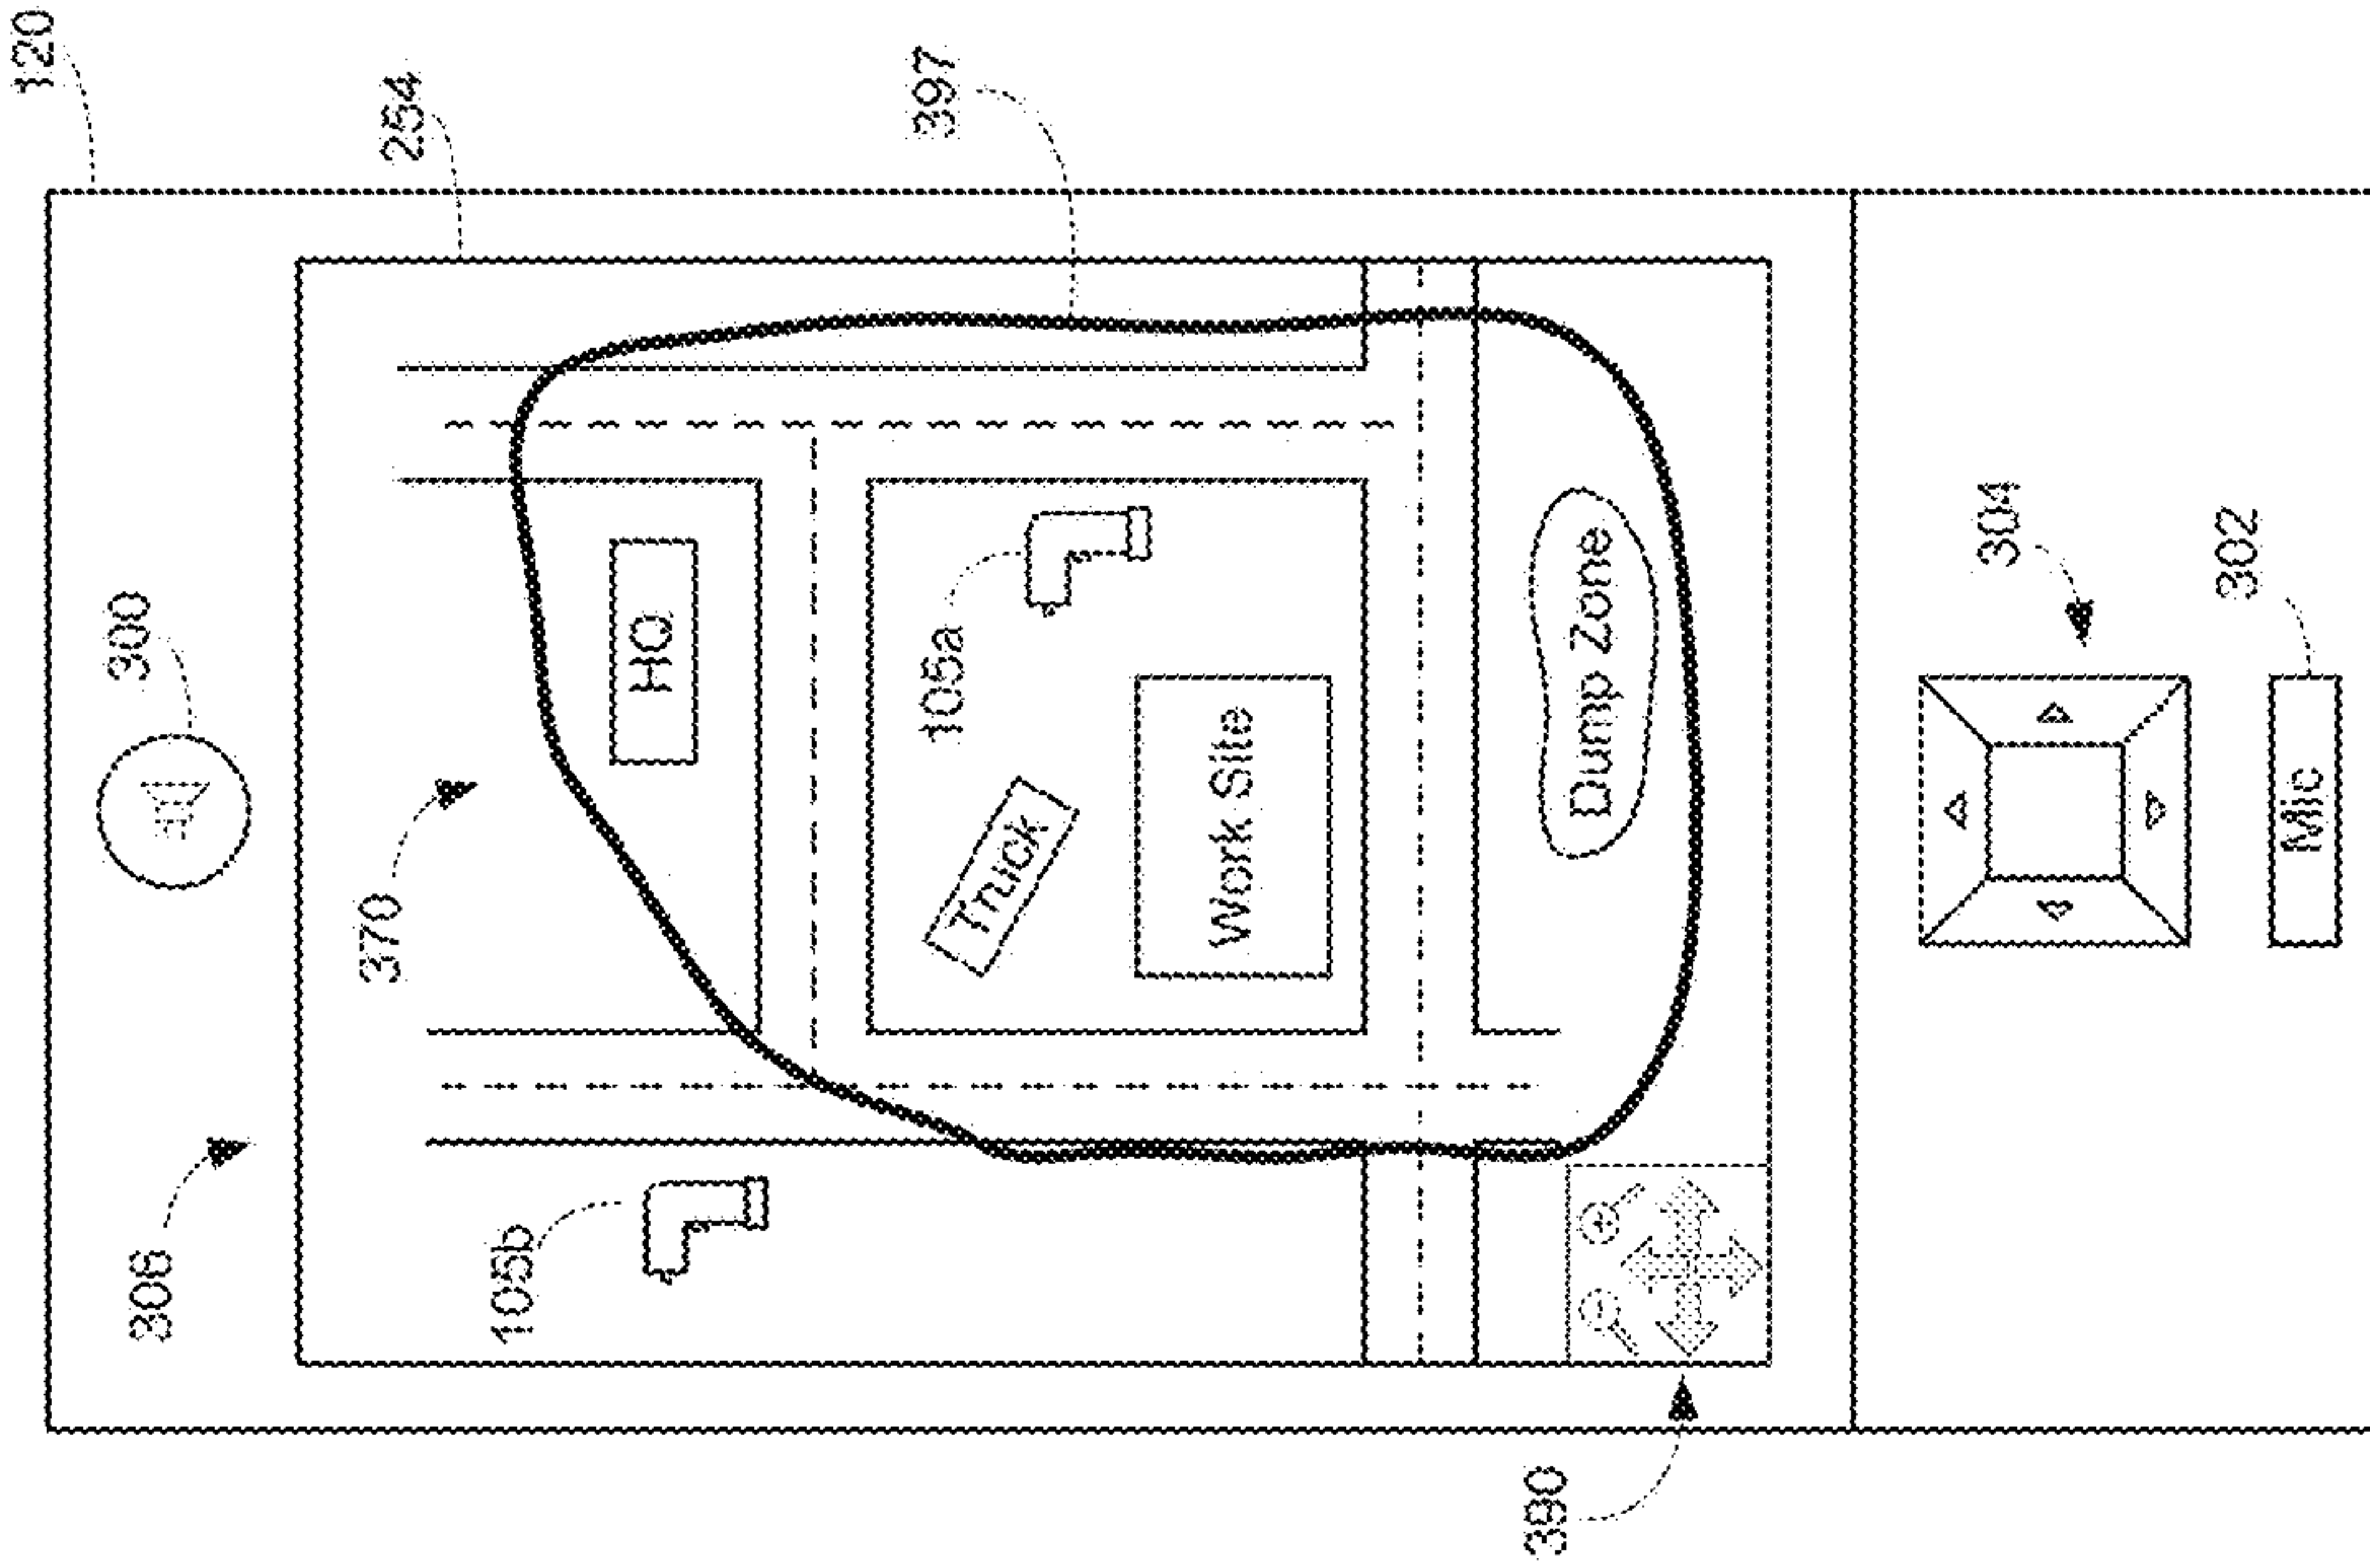 120
300
306
254
370
105b
HQ
397
105a
Truck
Work Site
390
Dump Zone
304
302
Mic